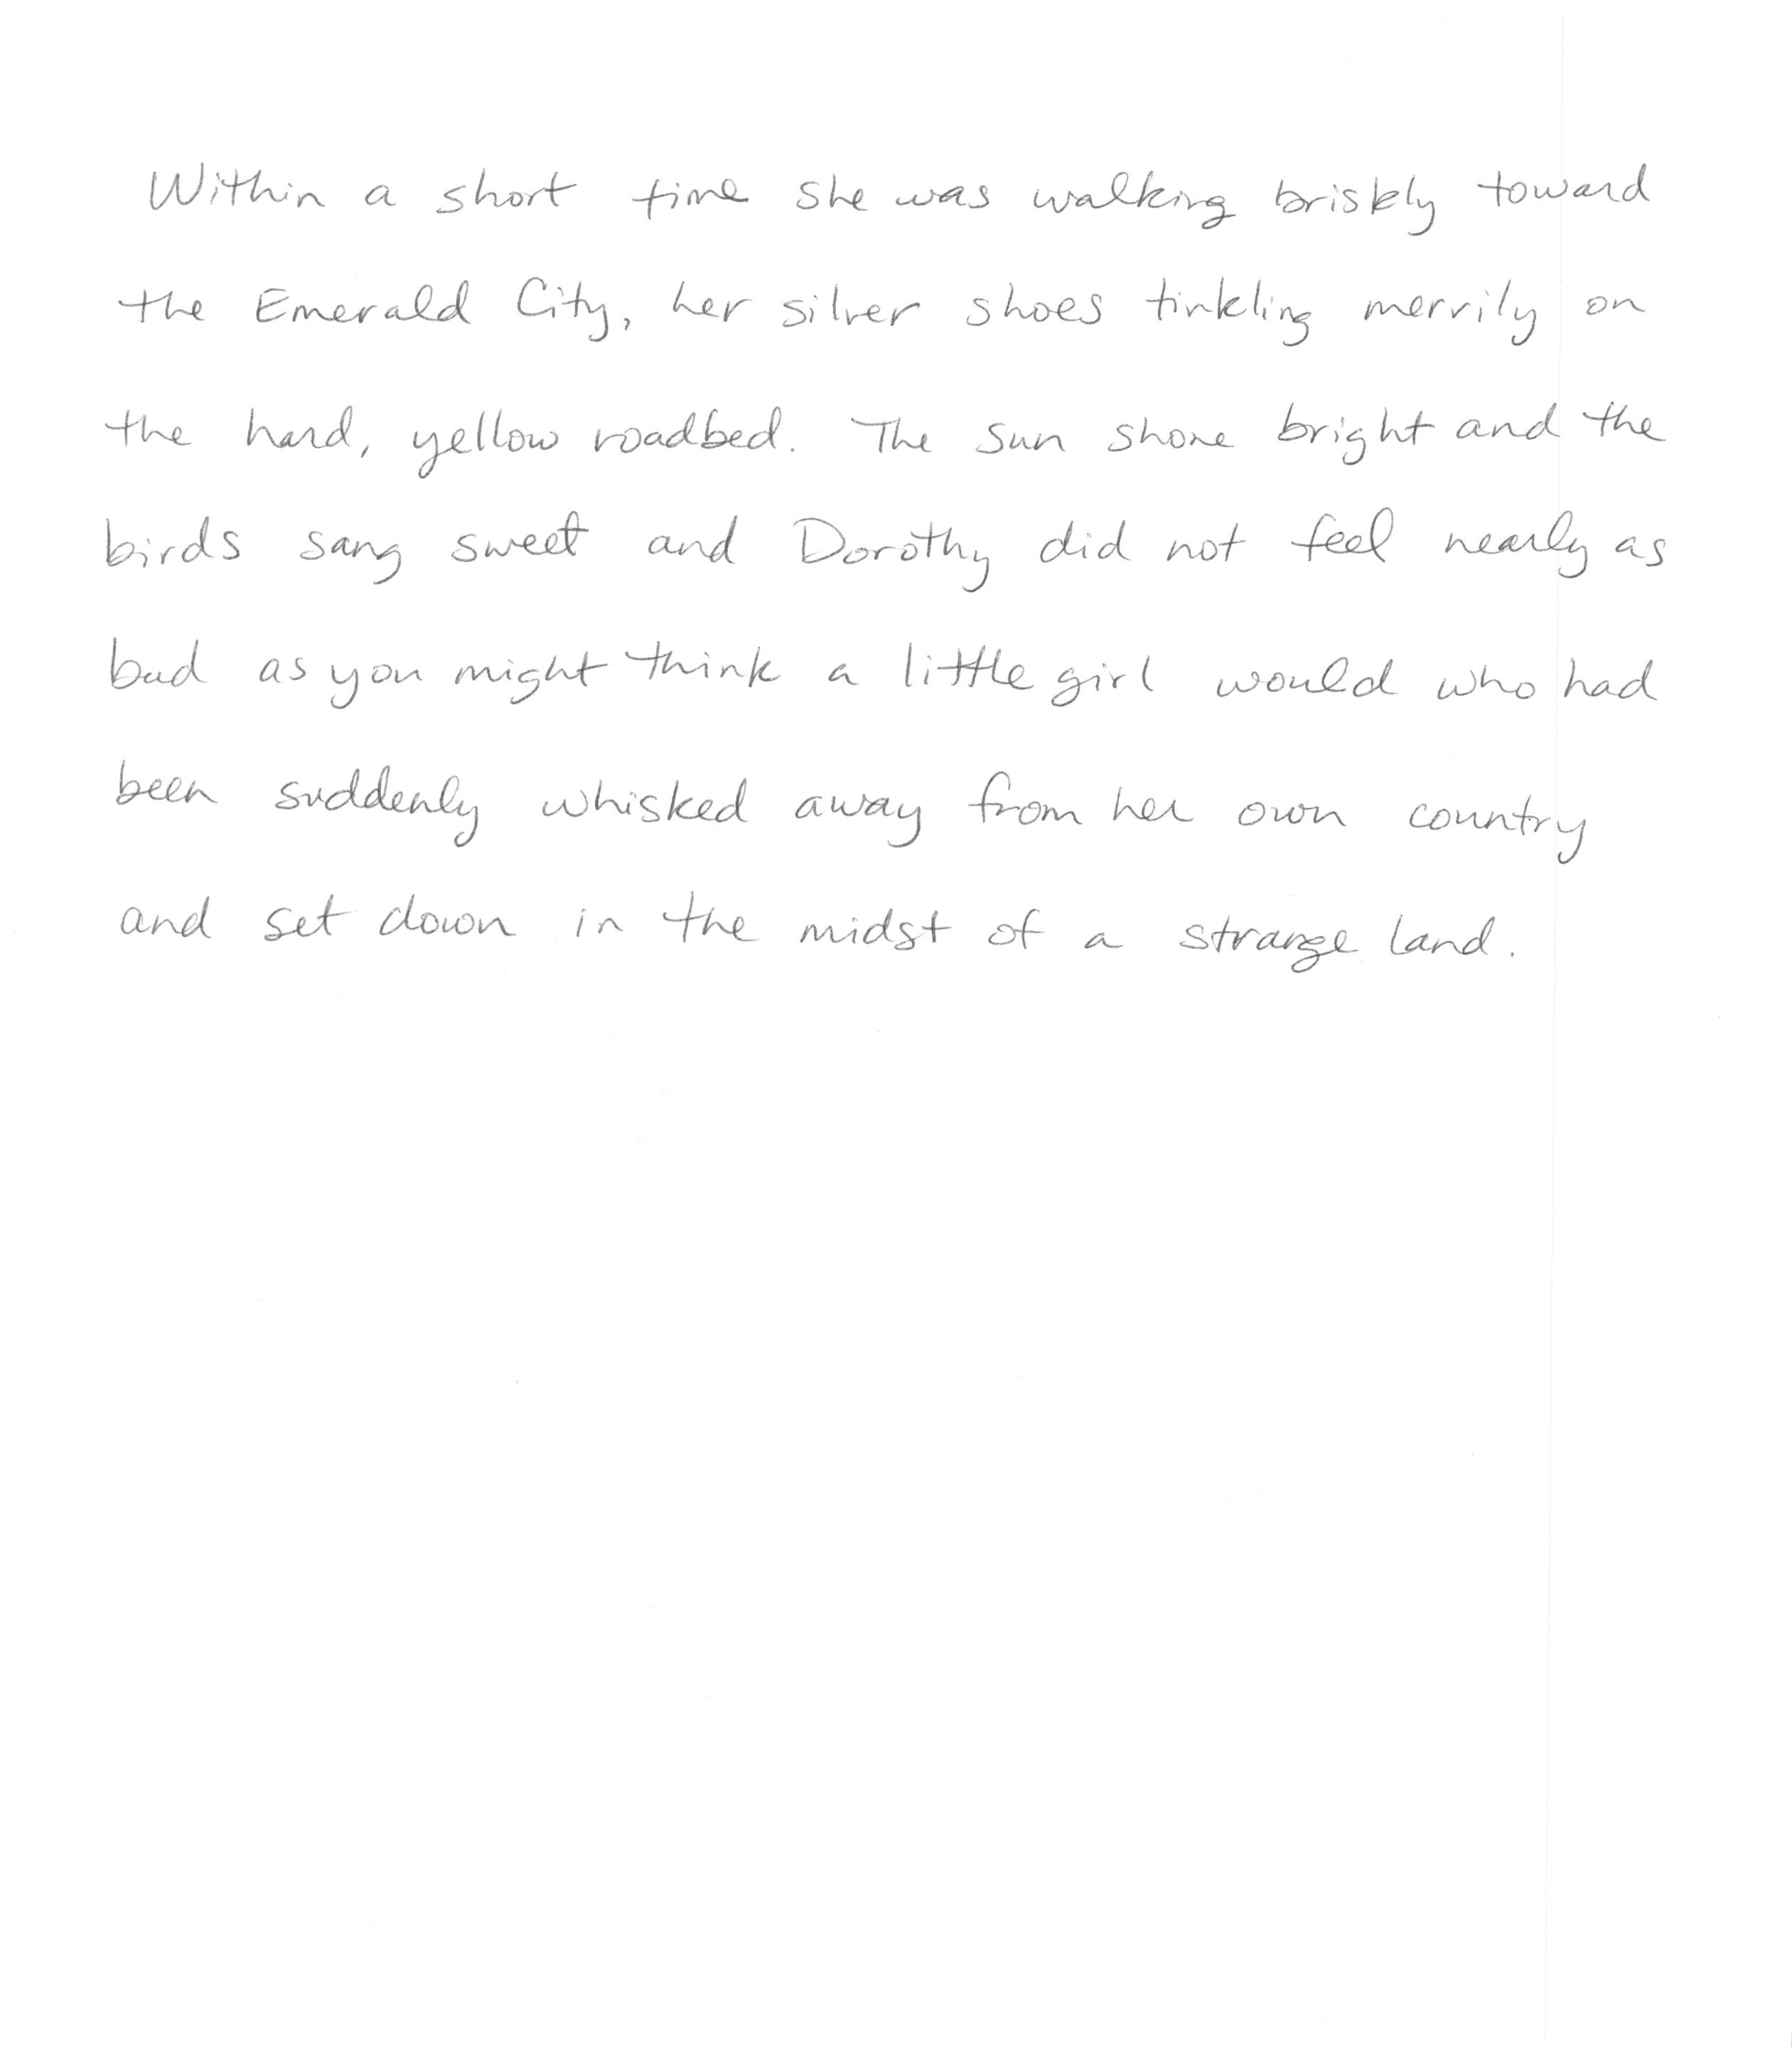 Within a short time she was walking briskly toward
the Emerald City, her silver shoes tinkling merrily on
the hard, yellow roadbed. The sun shone bright and the
birds sang sweet and Dorothy did not feel nearly as
bad as you might think a little girl would who had
been suddenly whisked away from her own country
and set down in the midst of a strange land.